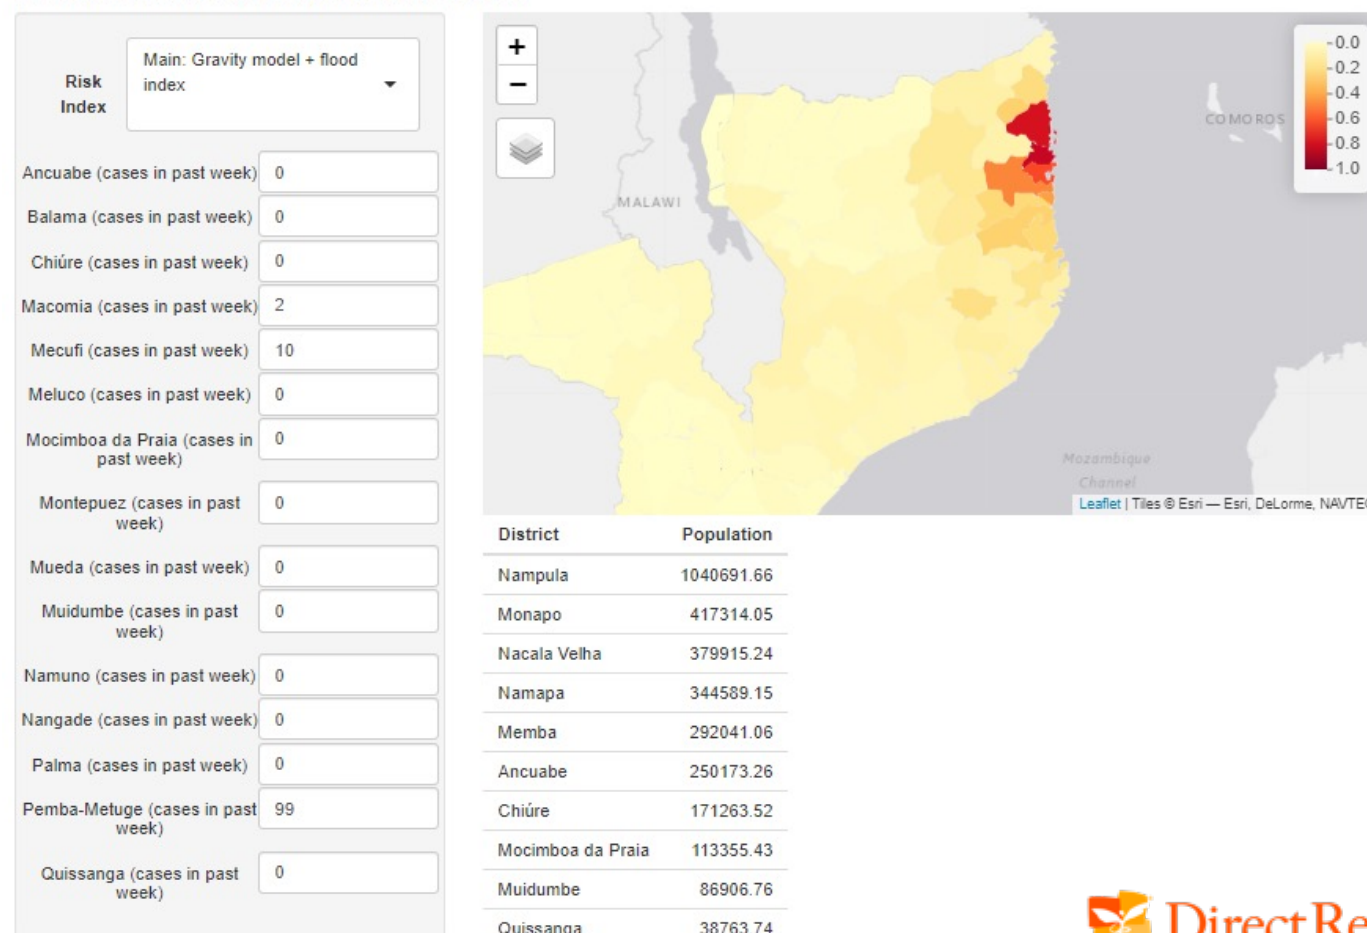 Risk
Index
Main: Gravity model + flood
index
Ancuabe (cases in past week) 0
Balama (cases in past week) 0
Chiúre (cases in past week) 0
Macomia (cases in past week) 2
Mecufi (cases in past week) 10
Meluco (cases in past week) 0
Mocimboa da Praia (cases in
past week)
0
Montepuez (cases in past
week)
0
Mueda (cases in past week) 0
Muidumbe (cases in past
week)
0
Namuno (cases in past week) 0
Nangade (cases in past week) 0
Palma (cases in past week) 0
Pemba-Metuge (cases in past
week)
99
Quissanga (cases in past
week)
0
+
−
MALAWI
COMOROS
0.0
0.2
0.4
0.6
0.8
1.0
Mozambique
Channel
Leaflet | Tiles © Esri — Esri, DeLorme, NAVTEQ
District Population
Nampula 1040691.66
Monapo 417314.05
Nacala Velha 379915.24
Namapa 344589.15
Memba 292041.06
Ancuabe 250173.26
Chiúre 171263.52
Mocimboa da Praia 113355.43
Muidumbe 86906.76
Quissanga 38763.74
Direct Re